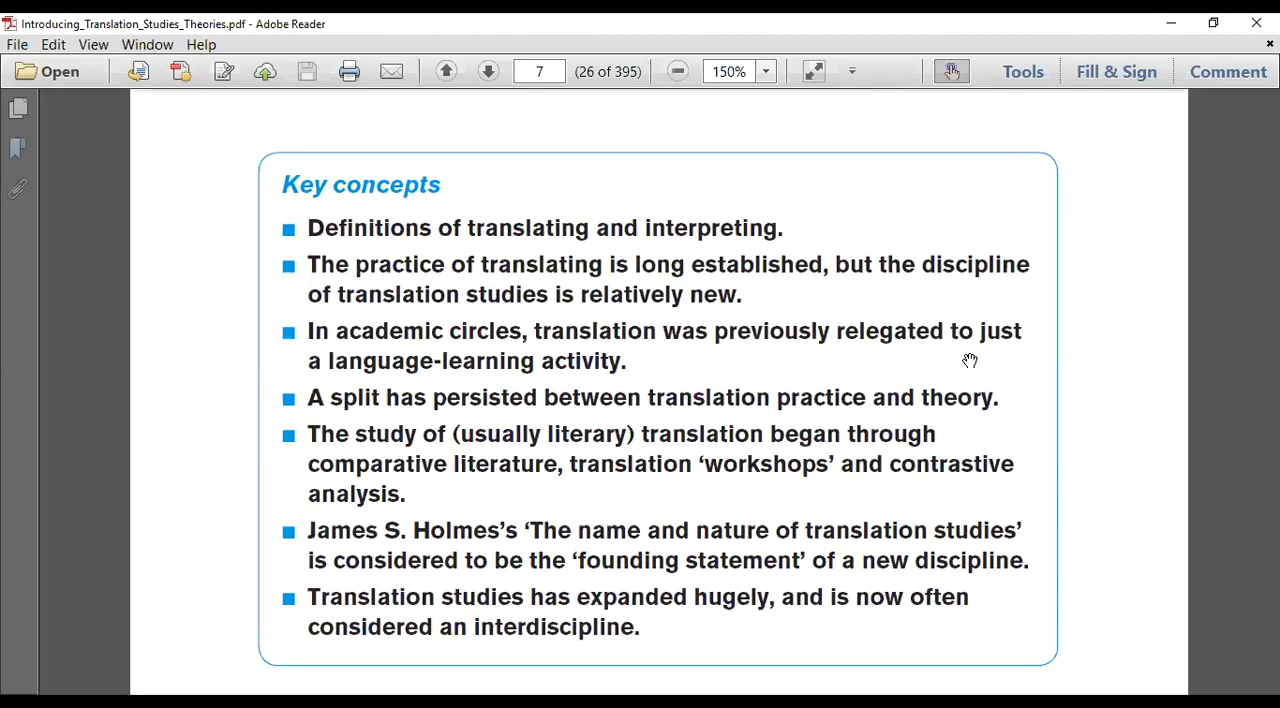 Introducing_Translation_Studies_Theories.pdf - Adobe Reader
File Edit View Window Help
Open 7 (26 of 395) 150% Tools Fill & Sign Comment
Key concepts
Definitions of translating and interpreting.
The practice of translating is long established, but the discipline
of translation studies is relatively new.
In academic circles, translation was previously relegated to just
a language-learning activity.
A split has persisted between translation practice and theory.
The study of (usually literary) translation began through
comparative literature, translation ‘workshops’ and contrastive
analysis.
James S. Holmes’s ‘The name and nature of translation studies’
is considered to be the ‘founding statement’ of a new discipline.
Translation studies has expanded hugely, and is now often
considered an interdiscipline.